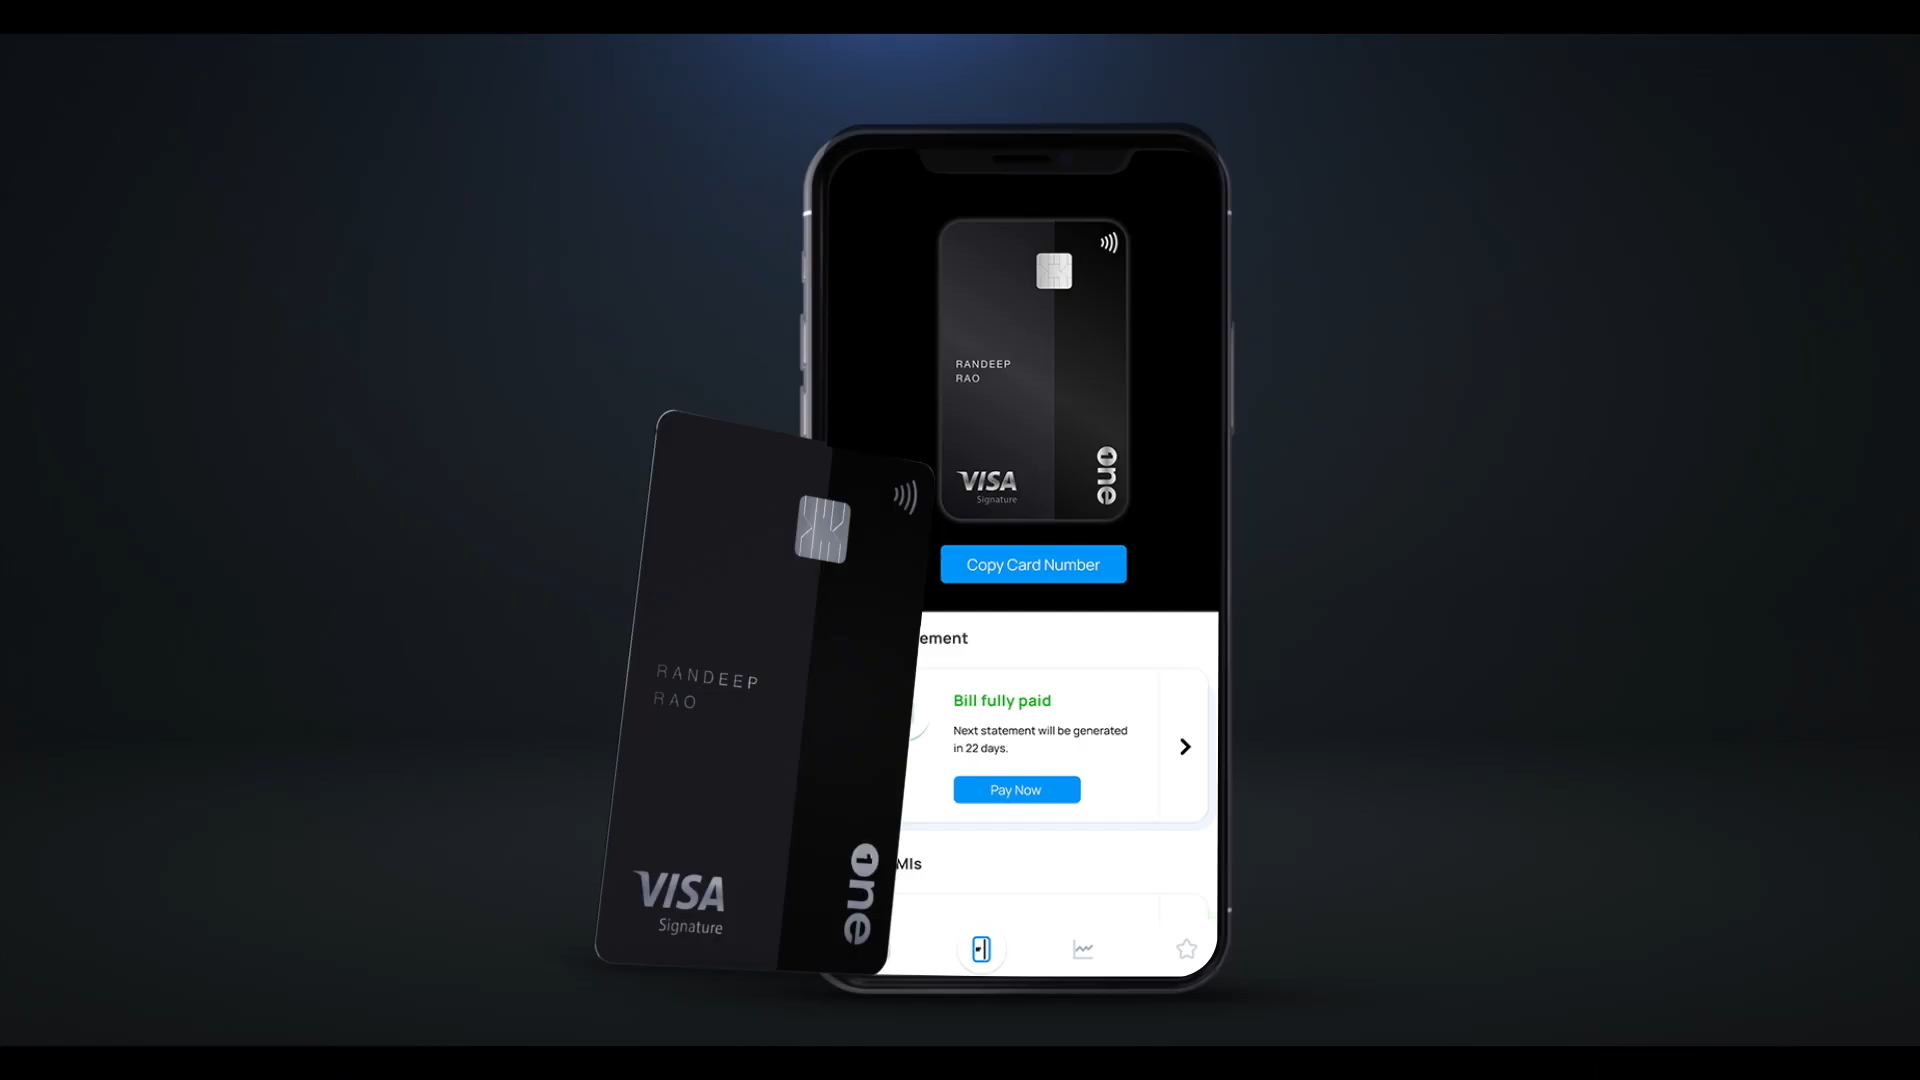 RANDEEP
RAO
VISA
Signature
one
Copy Card Number
ement
Bill fully paid
Next statement will be generated
in 22 days.
Pay Now
MIs
RANDEEP
RAO
VISA
Signature
one